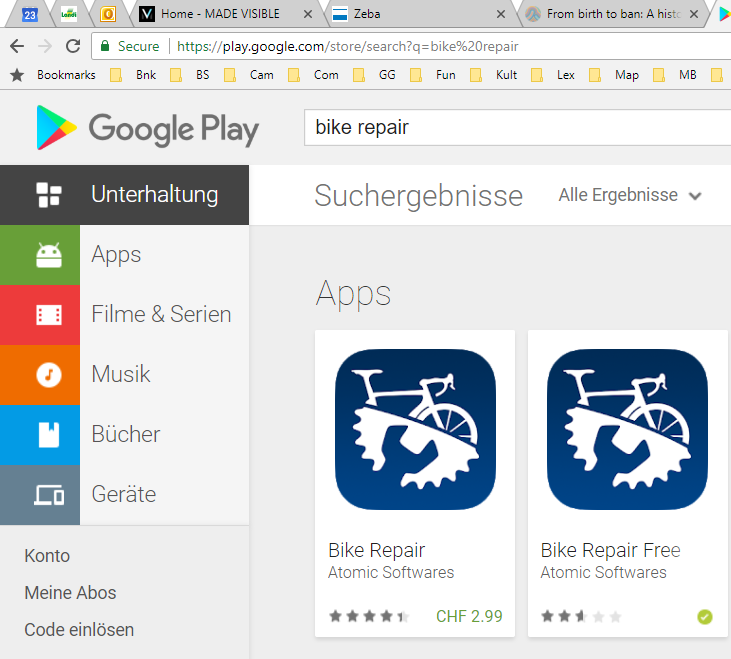 23
Landi
Home - MADE VISIBLE
Zeba
From birth to ban: A histo
Secure
https://play.google.com/store/search?q=bike%20repair
Bookmarks Bnk BS Cam Com GG Fun Kult Lex Map MB
Google Play
bike repair
Unterhaltung
Suchergebnisse
Alle Ergebnisse
Apps
Filme & Serien
Musik
Bücher
Geräte
Konto
Meine Abos
Code einlösen
Apps
Bike Repair
Atomic Softwares
CHF 2.99
Bike Repair Free
Atomic Softwares